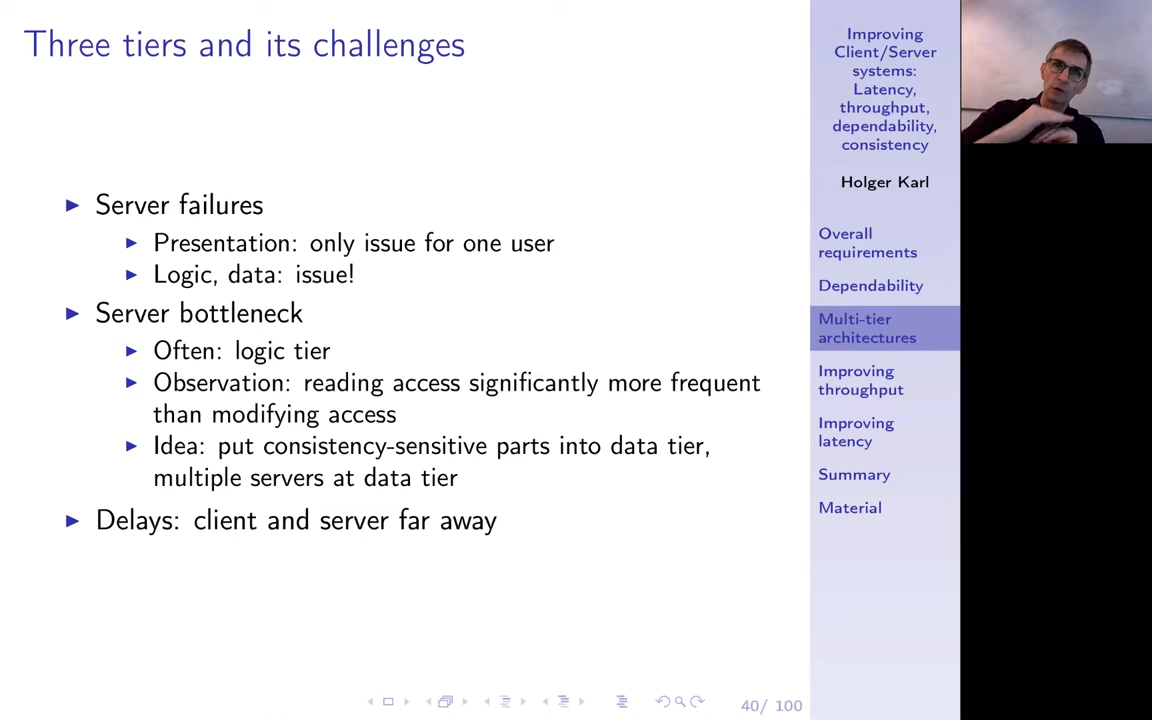 Three tiers and its challenges
Server failures
Presentation: only issue for one user
Logic, data: issue!
Server bottleneck
Often: logic tier
Observation: reading access significantly more frequent
than modifying access
Idea: put consistency-sensitive parts into data tier,
multiple servers at data tier
Delays: client and server far away
40/ 100
Improving
Client/Server
systems:
Latency,
throughput,
dependability,
consistency
Holger Karl
Overall
requirements
Dependability
Multi-tier
architectures
Improving
throughput
Improving
latency
Summary
Material